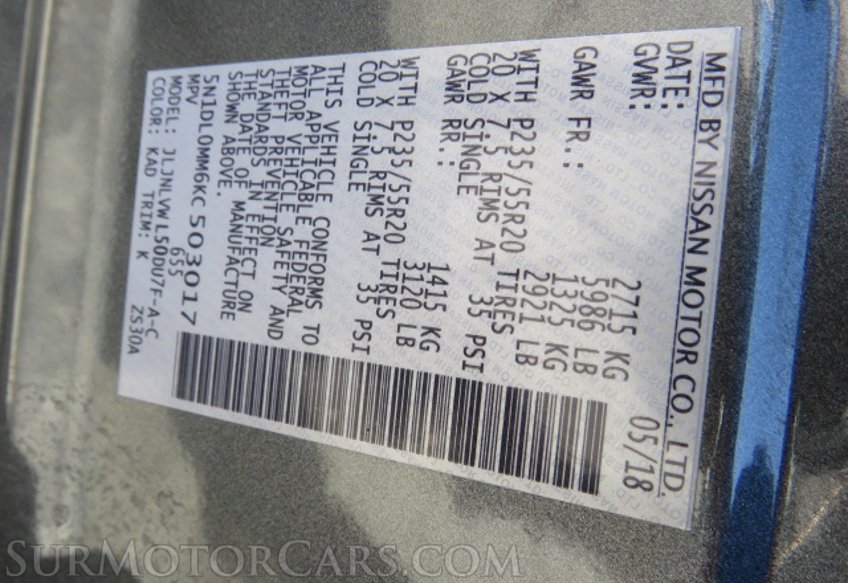 MFD BY NISSAN MOTOR CO., LTD.
DATE: 05/18
GVWR: 2715 KG
5986 LB
GAWR FR.: 1325 KG
2921 LB
WITH P235/55R20 TIRES
20 X 7.5 RIMS AT 35 PSI
COLD SINGLE
GAWR RR.: 1415 KG
3120 LB
WITH P235/55R20 TIRES
20 X 7.5 RIMS AT 35 PSI
COLD SINGLE
THIS VEHICLE CONFORMS TO
ALL APPLICABLE FEDERAL
MOTOR VEHICLE SAFETY AND
THEFT PREVENTION
STANDARDS IN EFFECT ON
THE DATE OF MANUFACTURE
SHOWN ABOVE.
5N1DL0MM6KC503017
MPV 655
MODEL: JLJNLVWL50DU7F-A-C
COLOR: KAD TRIM: K ZS30A
SURMOTORCARS.COM